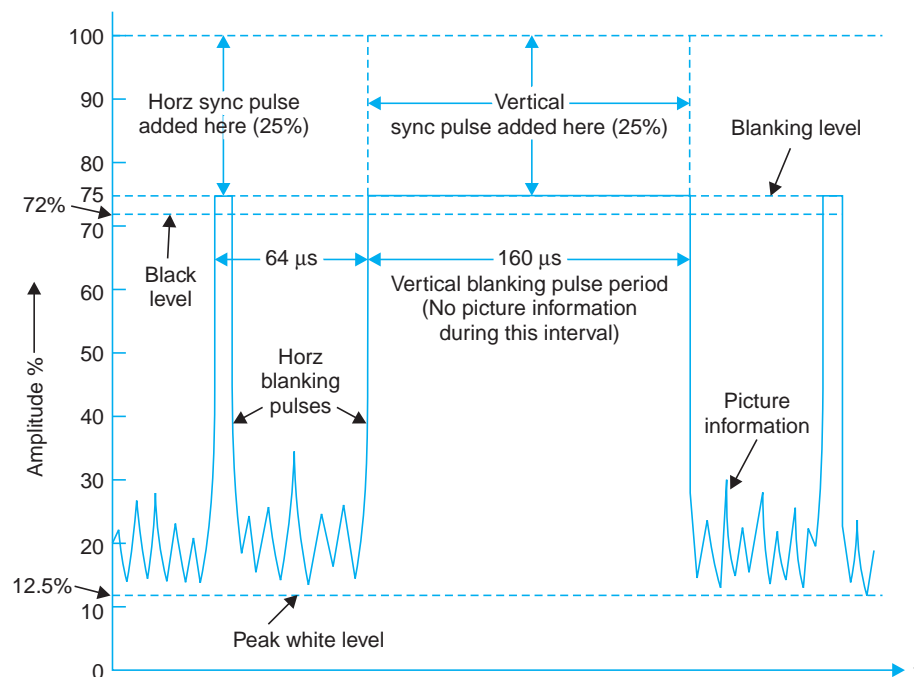 100
90
80
75
72%
70
60
50
40
30
20
12.5%
10
0
Amplitude %
Horz sync pulse
added here (25%)
Vertical
sync pulse added here (25%)
Blanking level
Black
level
64 μs
160 μs
Vertical blanking pulse period
(No picture information
during this interval)
Horz
blanking
pulses
Picture
information
Peak white level